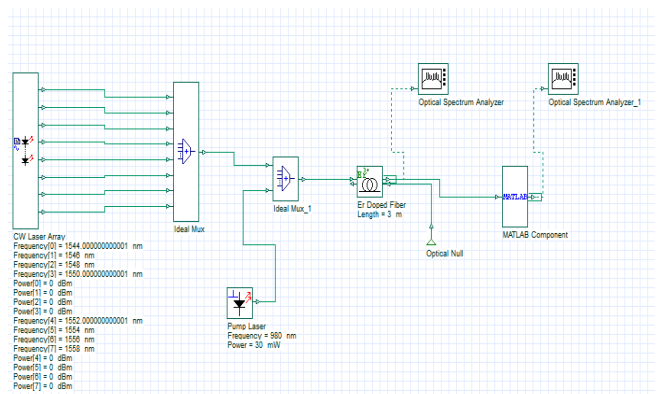 Optical Spectrum Analyzer
Optical Spectrum Analyzer_1
Ideal Mux
Ideal Mux_1
Er Doped Fiber
Length = 3 m
MATLAB
MATLAB Component
Optical Null
CW Laser Array
Frequency[0] = 1544.000000000001 nm
Frequency[1] = 1546 nm
Frequency[2] = 1548 nm
Frequency[3] = 1550.000000000001 nm
Power[0] = 0 dBm
Power[1] = 0 dBm
Power[2] = 0 dBm
Power[3] = 0 dBm
Frequency[4] = 1552.000000000001 nm
Frequency[5] = 1554 nm
Frequency[6] = 1556 nm
Frequency[7] = 1558 nm
Power[4] = 0 dBm
Power[5] = 0 dBm
Power[6] = 0 dBm
Power[7] = 0 dBm
Pump Laser
Frequency = 980 nm
Power = 30 mW